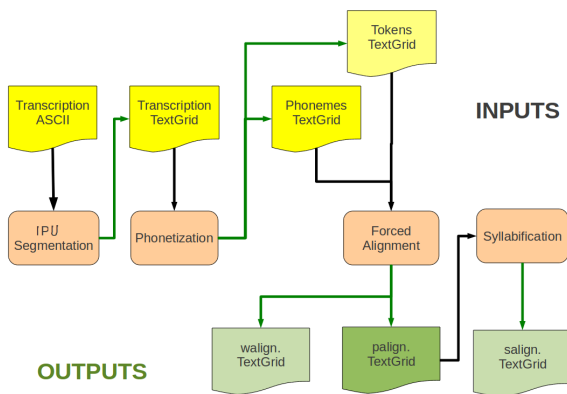 Tokens
TextGrid
Transcription
ASCII
Transcription
TextGrid
Phonemes
TextGrid
INPUTS
IPU
Segmentation
Phonetization
Forced
Alignment
Syllabification
walign.
TextGrid
palign.
TextGrid
salign.
TextGrid
OUTPUTS